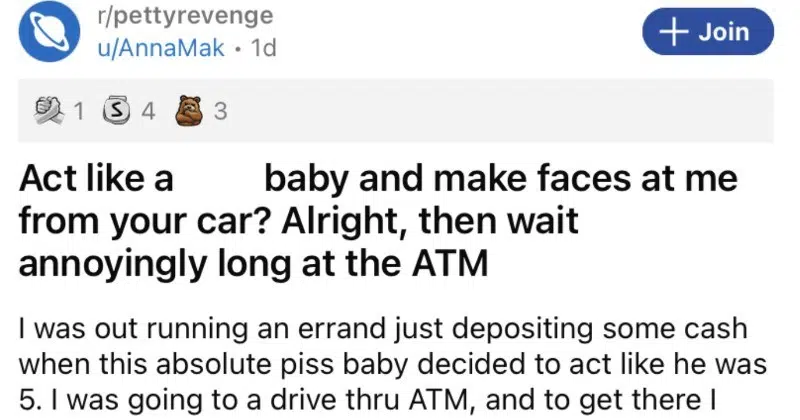 r/pettyrevenge
u/AnnaMak • 1d
+ Join
1 S 4 3
Act like a baby and make faces at me
from your car? Alright, then wait
annoyingly long at the ATM
I was out running an errand just depositing some cash
when this absolute piss baby decided to act like he was
5. I was going to a drive thru ATM, and to get there I